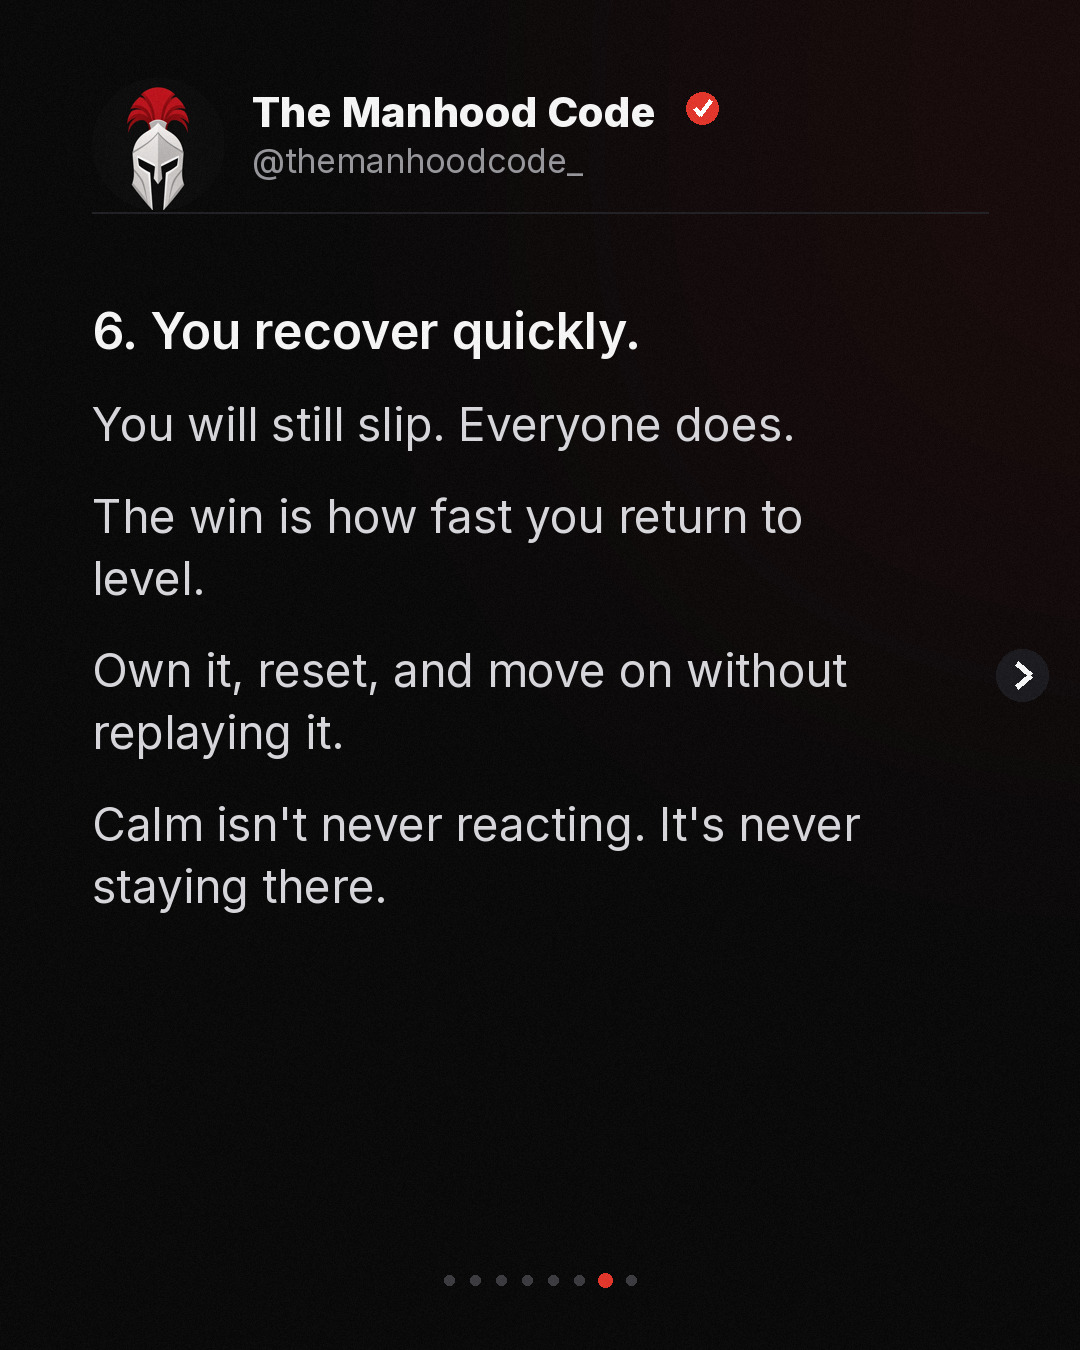 The Manhood Code
@themanhoodcode_
6. You recover quickly.
You will still slip. Everyone does.
The win is how fast you return to
level.
Own it, reset, and move on without
replaying it.
Calm isn't never reacting. It's never
staying there.